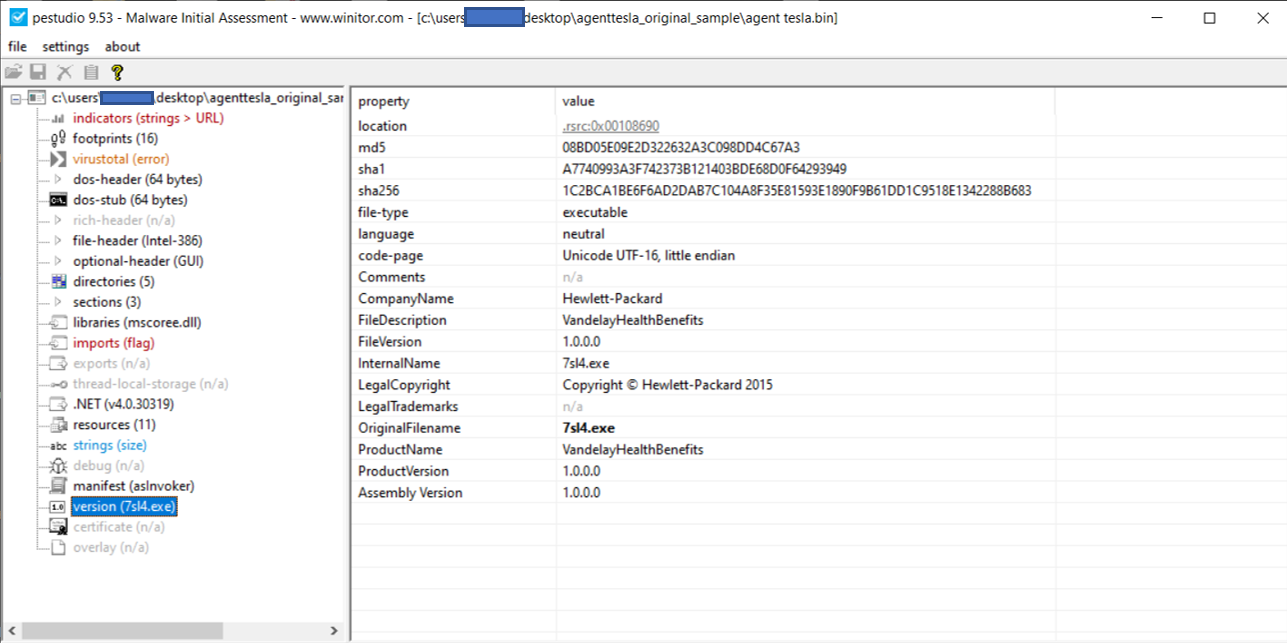 pestudio 9.53 - Malware Initial Assessment - www.winitor.com - [c:\users desktop\agenttesla_original_sample\agent tesla.bin]
file settings about
c:\users\ .desktop\agenttesla_original_sar
indicators (strings > URL)
footprints (16)
virustotal (error)
dos-header (64 bytes)
dos-stub (64 bytes)
rich-header (n/a)
file-header (Intel-386)
optional-header (GUI)
directories (5)
sections (3)
libraries (mscoree.dll)
imports (flag)
exports (n/a)
thread-local-storage (n/a)
.NET (v4.0.30319)
resources (11)
abc strings (size)
debug (n/a)
manifest (asInvoker)
1.0 version (7sl4.exe)
certificate (n/a)
overlay (n/a)
property value
location .rsrc:0x00108690
md5 08BD05E09E2D322632A3C098DD4C67A3
sha1 A7740993A3F742373B121403BDE68D0F64293949
sha256 1C2BCA1BE6F6AD2DAB7C104A8F35E81593E1890F9B61DD1C9518E1342288B683
file-type executable
language neutral
code-page Unicode UTF-16, little endian
Comments n/a
CompanyName Hewlett-Packard
FileDescription VandelayHealthBenefits
FileVersion 1.0.0.0
InternalName 7sl4.exe
LegalCopyright Copyright © Hewlett-Packard 2015
LegalTrademarks n/a
OriginalFilename 7sl4.exe
ProductName VandelayHealthBenefits
ProductVersion 1.0.0.0
Assembly Version 1.0.0.0